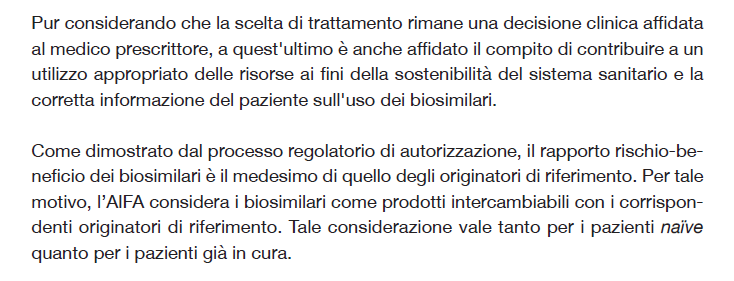 Pur considerando che la scelta di trattamento rimane una decisione clinica affidata
al medico prescrittore, a quest'ultimo è anche affidato il compito di contribuire a un
utilizzo appropriato delle risorse ai fini della sostenibilità del sistema sanitario e la
corretta informazione del paziente sull'uso dei biosimilari.
Come dimostrato dal processo regolatorio di autorizzazione, il rapporto rischio-be-
neficio dei biosimilari è il medesimo di quello degli originatori di riferimento. Per tale
motivo, l’AIFA considera i biosimilari come prodotti intercambiabili con i corrispon-
denti originatori di riferimento. Tale considerazione vale tanto per i pazienti naïve
quanto per i pazienti già in cura.